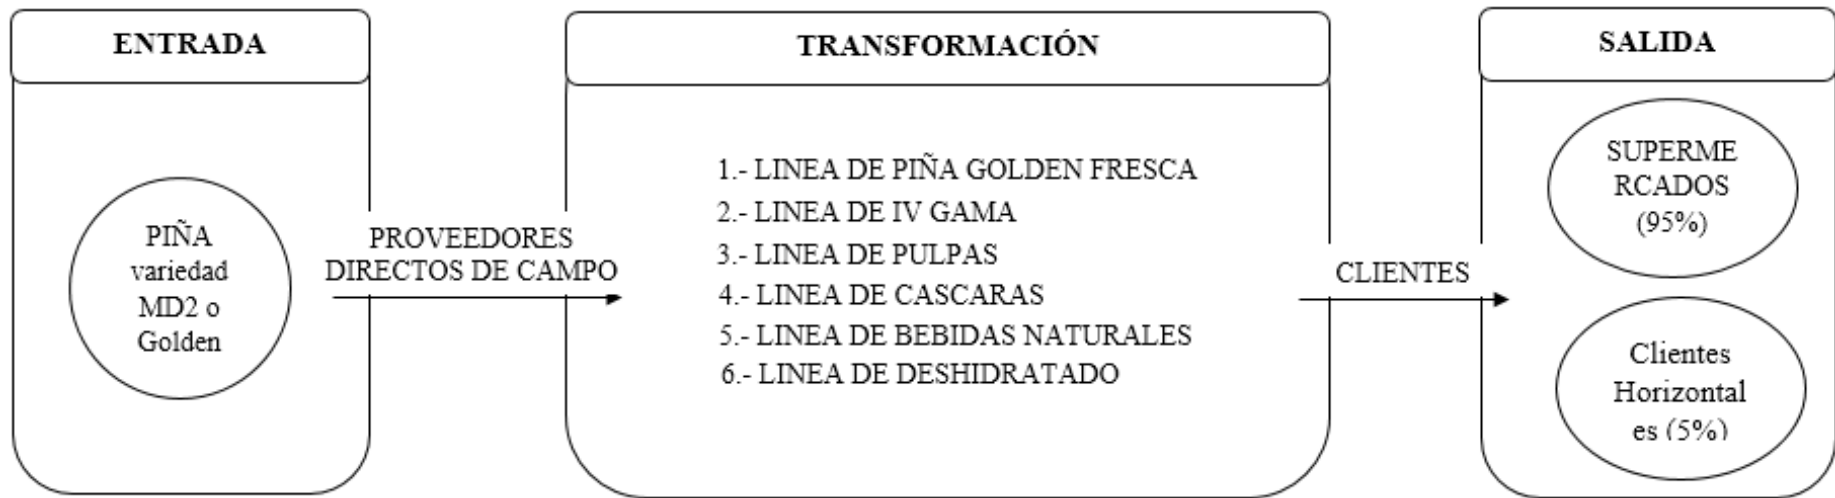 ENTRADA
PIÑA
variedad
MD2 o
Golden
PROVEEDORES
DIRECTOS DE CAMPO
TRANSFORMACIÓN
1.- LINEA DE PIÑA GOLDEN FRESCA
2.- LINEA DE IV GAMA
3.- LINEA DE PULPAS
4.- LINEA DE CASCARAS
5.- LINEA DE BEBIDAS NATURALES
6.- LINEA DE DESHIDRATADO
CLIENTES
SALIDA
SUPERME
RCADOS
(95%)
Clientes
Horizontal
es (5%)